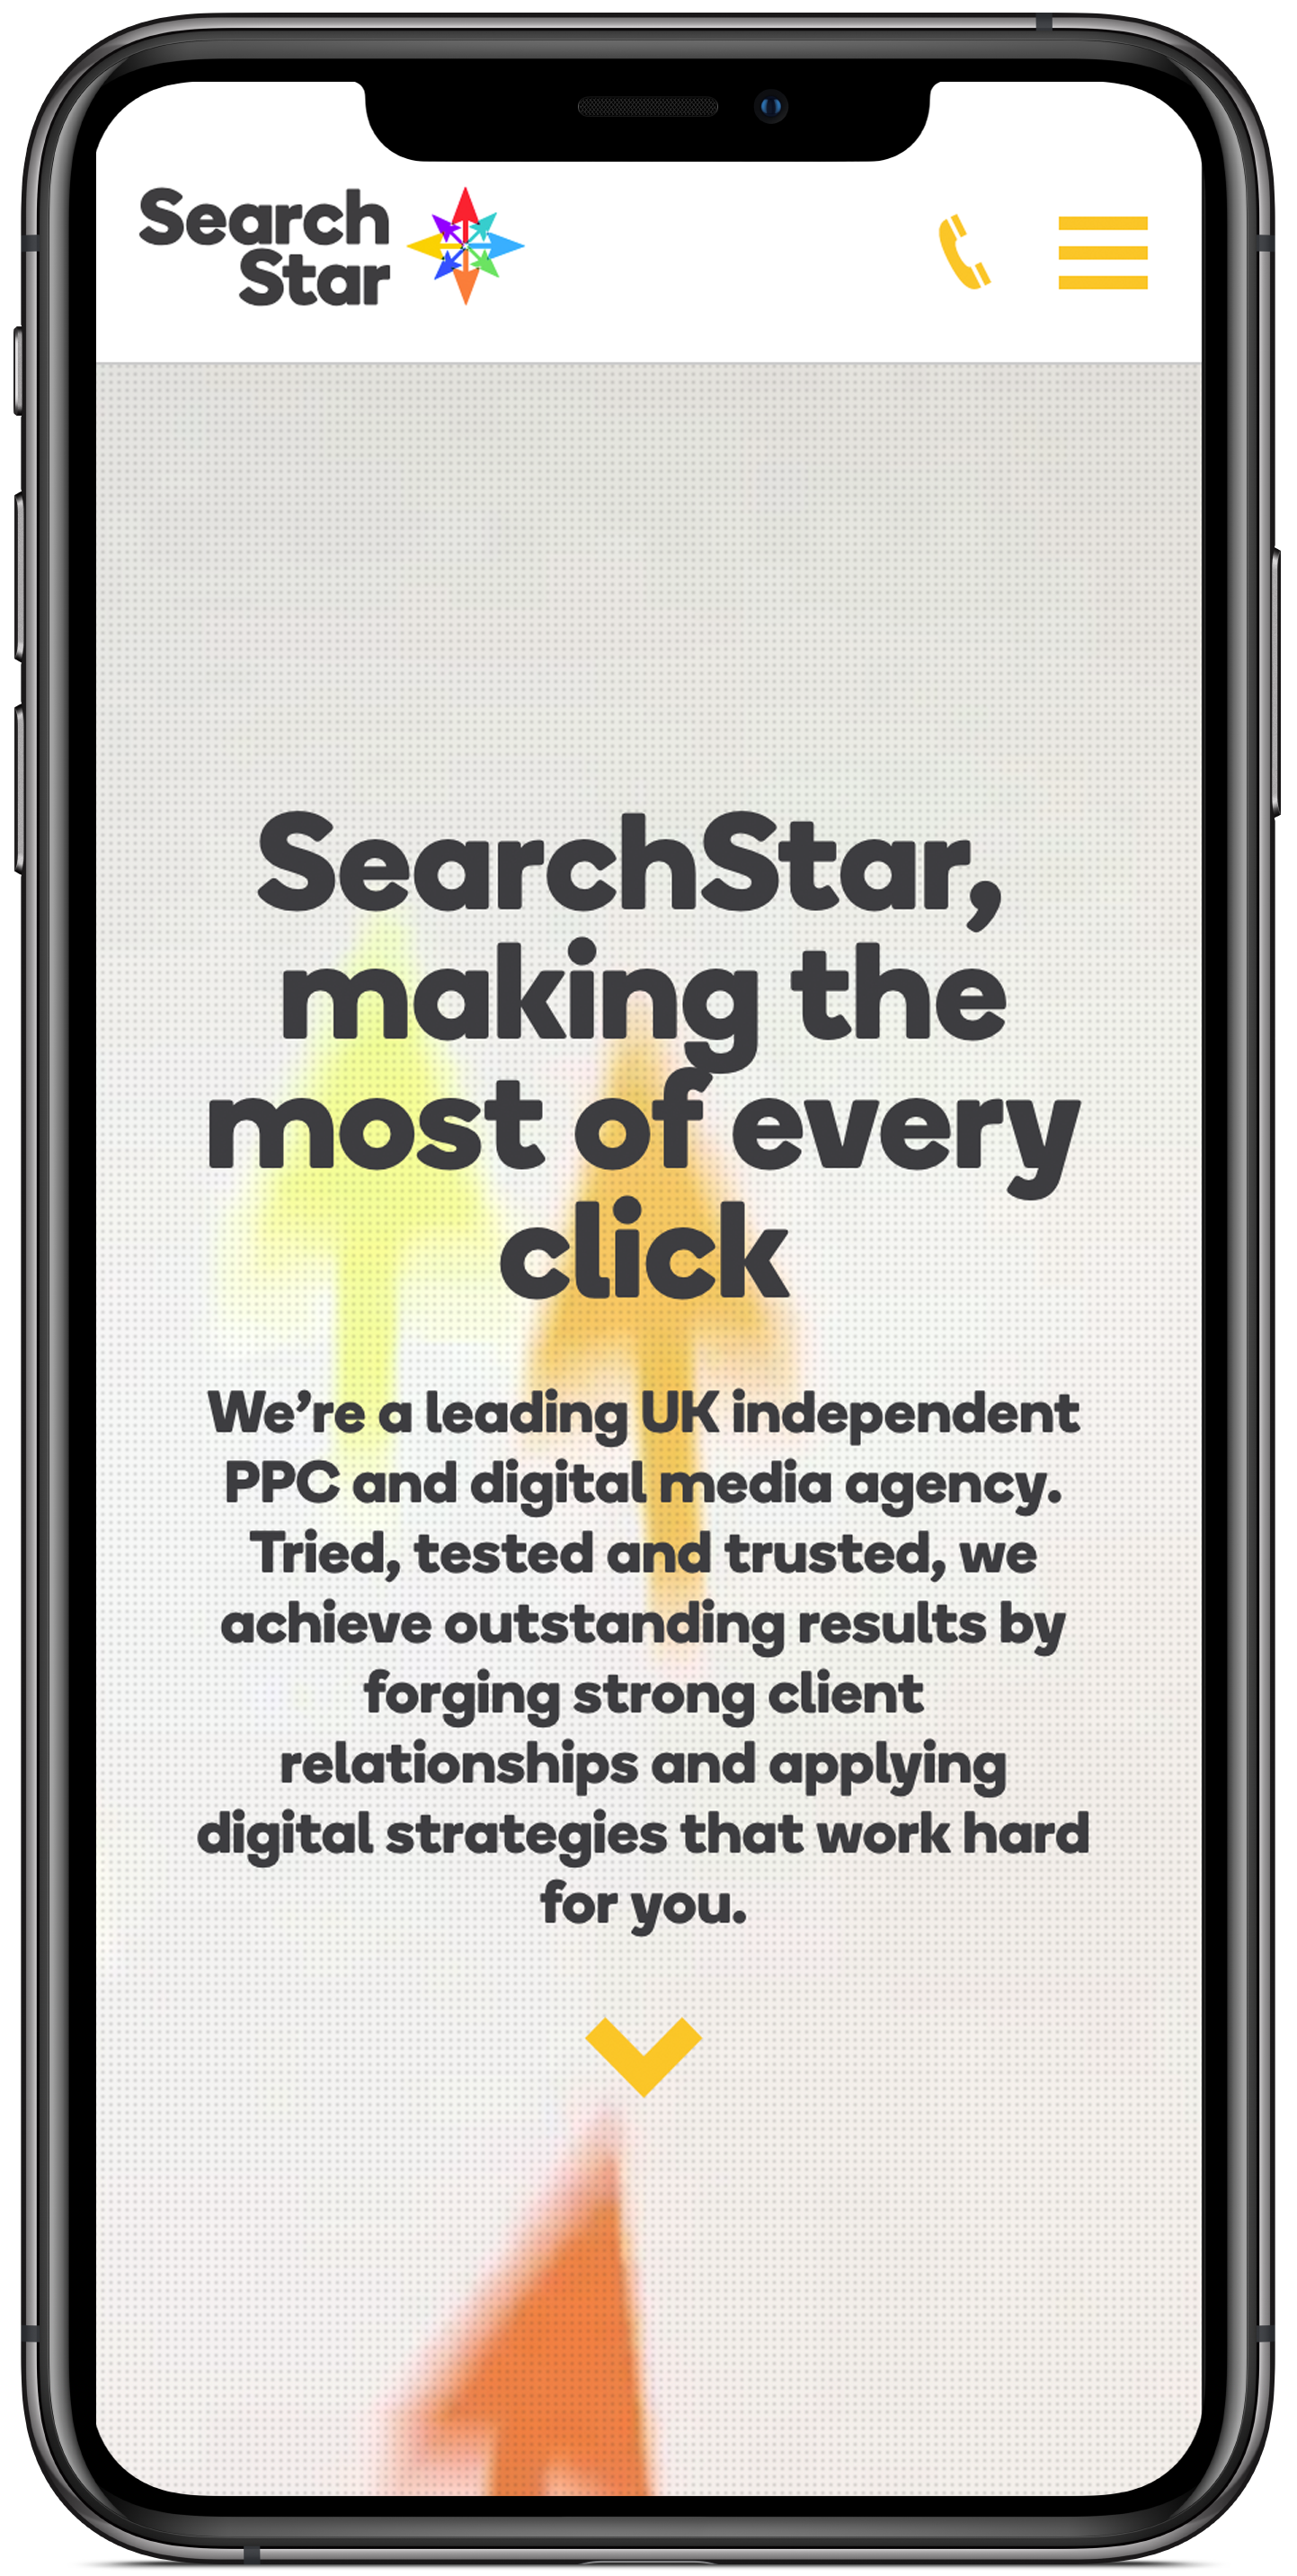 Search
Star
SearchStar,
making the
most of every
click
We’re a leading UK independent
PPC and digital media agency.
Tried, tested and trusted, we
achieve outstanding results by
forging strong client
relationships and applying
digital strategies that work hard
for you.